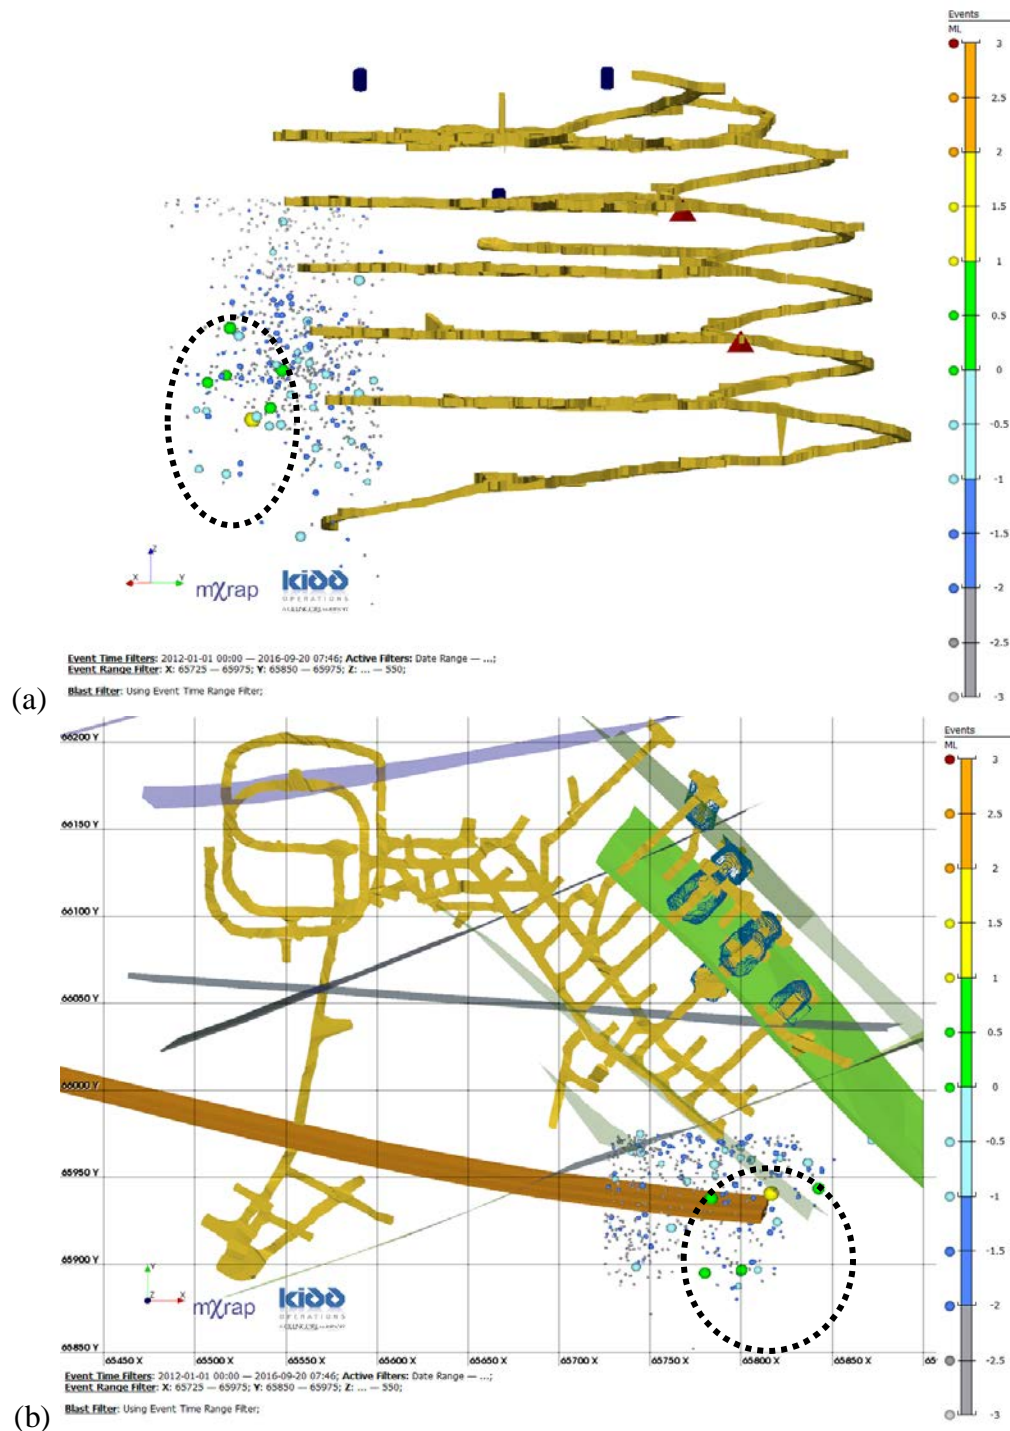 Events
ML
3
2.5
2
1.5
1
0.5
0
-0.5
-1
-1.5
-2
-2.5
-3
Z
X
Y
mXrap
kidd
OPERATIONS
Event Time Filters: 2012-01-01 00:00 — 2016-09-20 07:46; Active Filters: Date Range — ...;
Event Range Filter: X: 65725 — 65975; Y: 65850 — 65975; Z: ... — 550;
Blast Filter: Using Event Time Range Filter;
(a)
Events
ML
3
2.5
2
1.5
1
0.5
0
-0.5
-1
-1.5
-2
-2.5
-3
66200 Y
66150 Y
66100 Y
66050 Y
66000 Y
65950 Y
65900 Y
65850 Y
Y
Z
X
mXrap
kidd
OPERATIONS
65450 X 65500 X 65550 X 65600 X 65650 X 65700 X 65750 X 65800 X 65850 X
Event Time Filters: 2012-01-01 00:00 — 2016-09-20 07:46; Active Filters: Date Range — ...;
Event Range Filter: X: 65725 — 65975; Y: 65850 — 65975; Z: ... — 550;
Blast Filter: Using Event Time Range Filter;
(b)